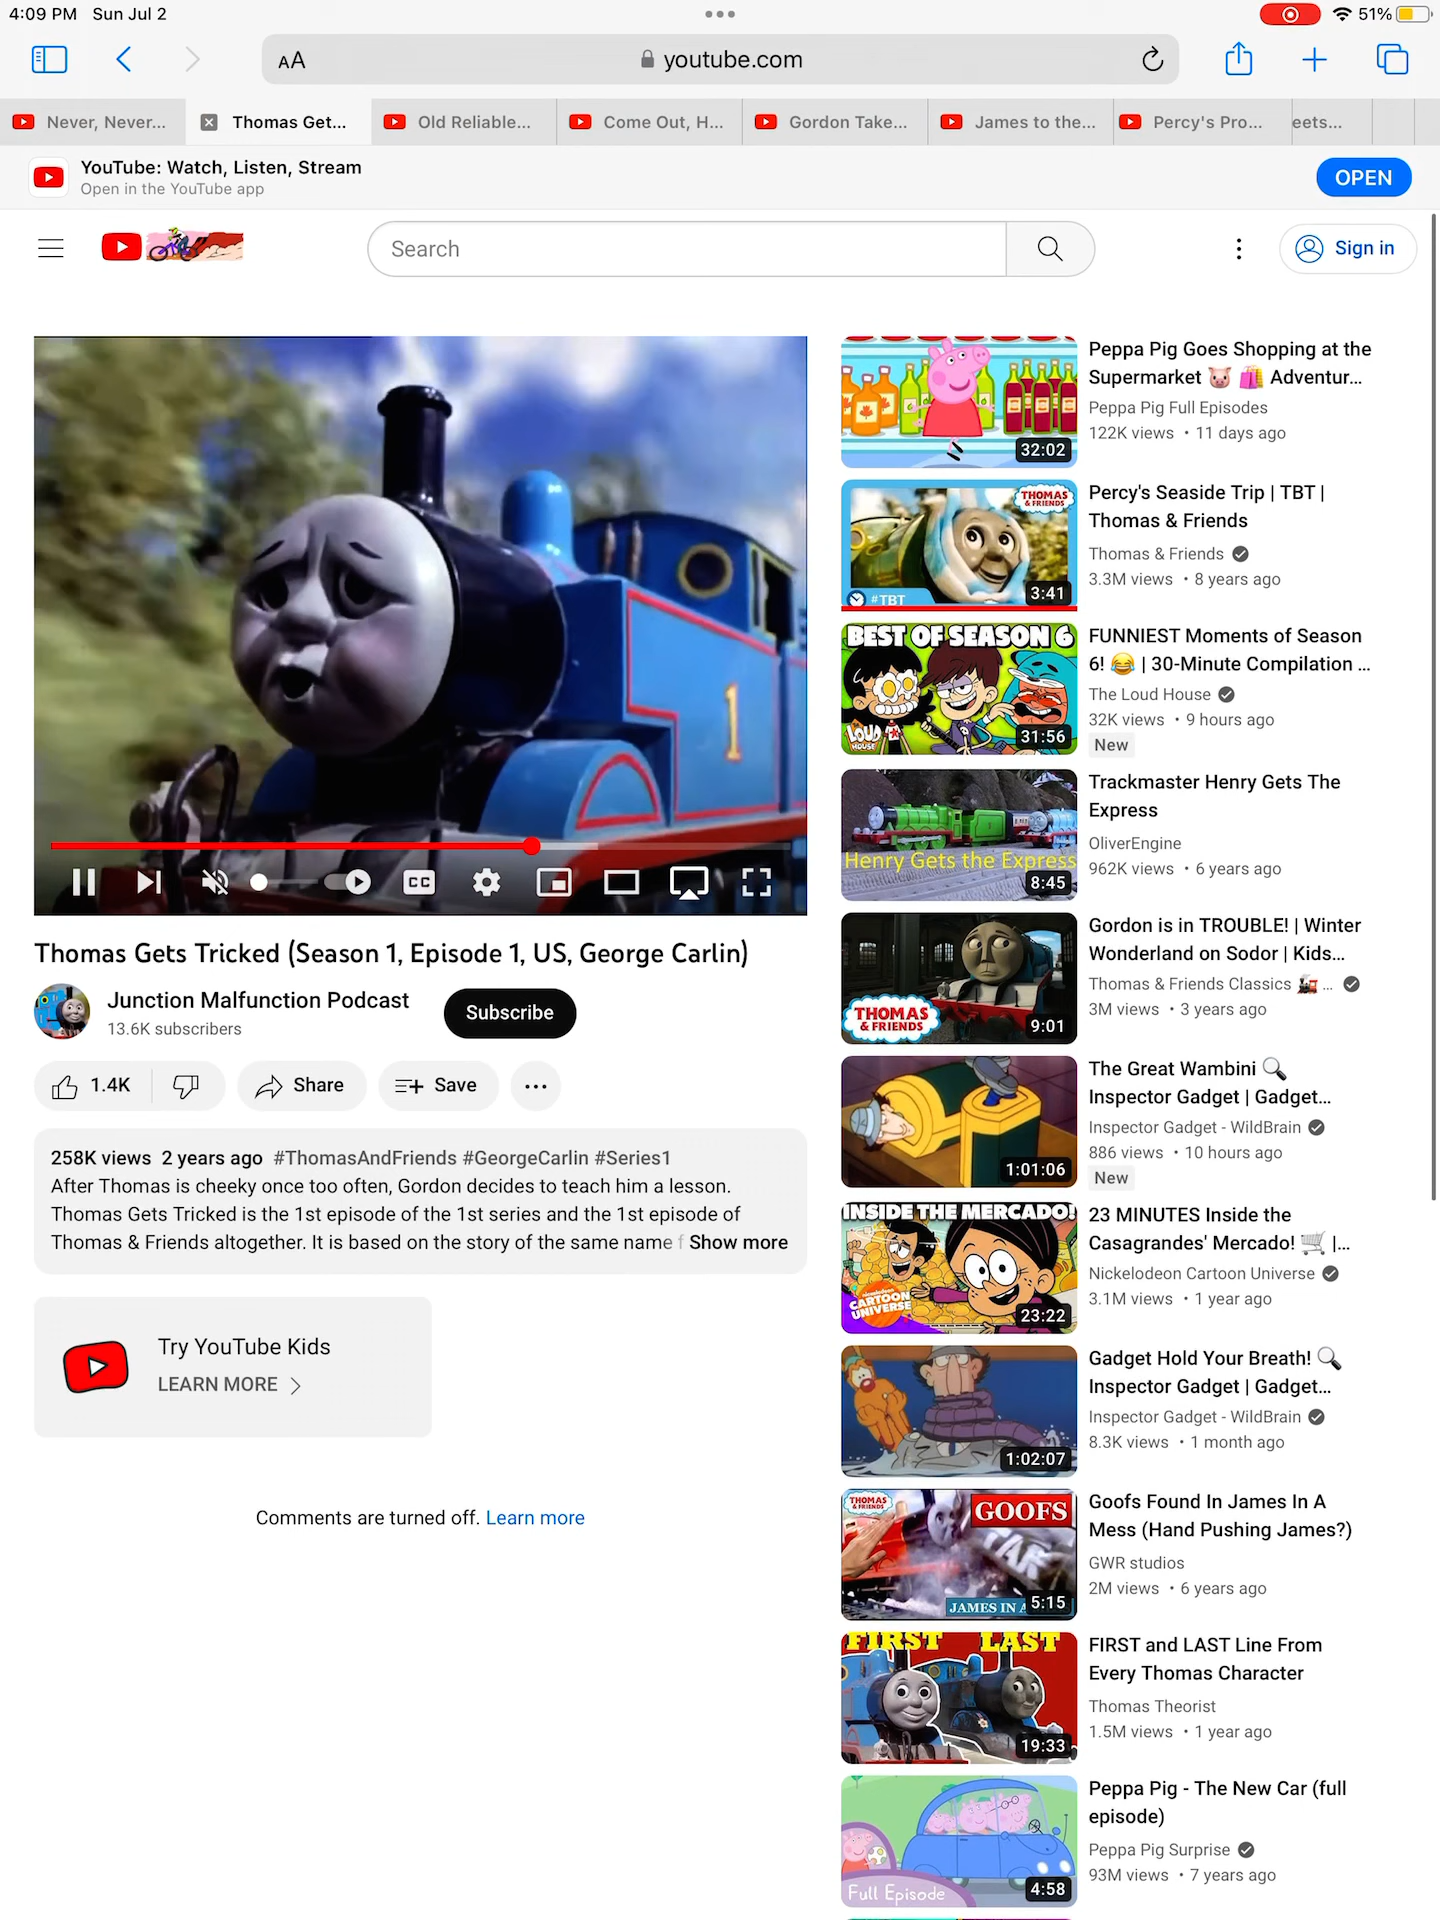 4:09 PM Sun Jul 2
51%
AA
youtube.com
Never, Never...
Thomas Get...
Old Reliable...
Come Out, H...
Gordon Take...
James to the...
Percy's Pro...
eets...
YouTube: Watch, Listen, Stream
Open in the YouTube app
OPEN
Search
Sign in
1
CC
Thomas Gets Tricked (Season 1, Episode 1, US, George Carlin)
Junction Malfunction Podcast
13.6K subscribers
Subscribe
1.4K
Share
Save
258K views 2 years ago #ThomasAndFriends #GeorgeCarlin #Series1
After Thomas is cheeky once too often, Gordon decides to teach him a lesson.
Thomas Gets Tricked is the 1st episode of the 1st series and the 1st episode of
Thomas & Friends altogether. It is based on the story of the same name f Show more
Try YouTube Kids
LEARN MORE
Comments are turned off. Learn more
32:02
Peppa Pig Goes Shopping at the
Supermarket 🐷 🛍️ Adventur...
Peppa Pig Full Episodes
122K views • 11 days ago
THOMAS
& FRIENDS
#TBT
3:41
Percy's Seaside Trip | TBT |
Thomas & Friends
Thomas & Friends
3.3M views • 8 years ago
BEST OF SEASON 6
LOUD
HOUSE
31:56
FUNNIEST Moments of Season
6! 😂 | 30-Minute Compilation ...
The Loud House
32K views • 9 hours ago
New
Henry Gets the Express
8:45
Trackmaster Henry Gets The
Express
OliverEngine
962K views • 6 years ago
THOMAS
& FRIENDS
9:01
Gordon is in TROUBLE! | Winter
Wonderland on Sodor | Kids...
Thomas & Friends Classics 🚂 ...
3M views • 3 years ago
1:01:06
The Great Wambini 🔍
Inspector Gadget | Gadget...
Inspector Gadget - WildBrain
886 views • 10 hours ago
New
INSIDE THE MERCADO!
nickelodeon
CARTOON
UNIVERSE
23:22
23 MINUTES Inside the
Casagrandes' Mercado! 🛒 |...
Nickelodeon Cartoon Universe
3.1M views • 1 year ago
1:02:07
Gadget Hold Your Breath! 🔍
Inspector Gadget | Gadget...
Inspector Gadget - WildBrain
8.3K views • 1 month ago
THOMAS
& FRIENDS
GOOFS
JAMES IN A
5:15
Goofs Found In James In A
Mess (Hand Pushing James?)
GWR studios
2M views • 6 years ago
FIRST LAST
19:33
FIRST and LAST Line From
Every Thomas Character
Thomas Theorist
1.5M views • 1 year ago
Full Episode
4:58
Peppa Pig - The New Car (full
episode)
Peppa Pig Surprise
93M views • 7 years ago